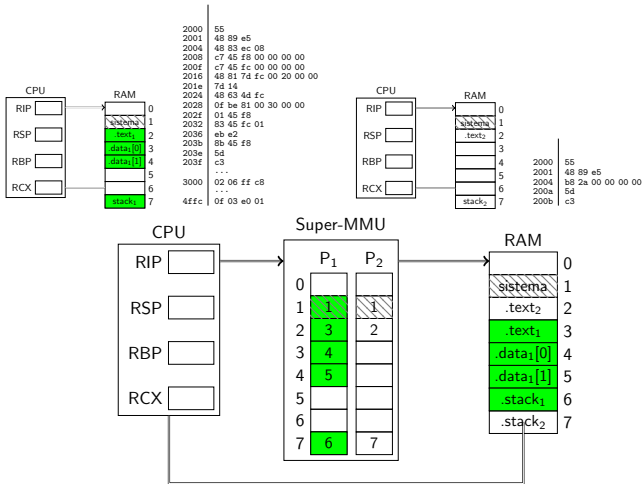 2000 55
2001 48 89 e5
2004 48 83 ec 08
2008 c7 45 f8 00 00 00 00
200f c7 45 fc 00 00 00 00
2016 48 81 7d fc 00 20 00 00
201e 7d 14
2024 48 63 4d fc
2028 0f be 81 00 30 00 00
202f 01 45 f8
2032 83 45 fc 01
2036 eb e2
203b 8b 45 f8
203e 5d
203f c3
...
3000 02 06 ff c8
...
4ffc 0f 03 e0 01
CPU
RIP
RSP
RBP
RCX
RAM
0
sistema 1
.text₁ 2
.data₁[0] 3
.data₁[1] 4
5
6
stack₁ 7
CPU
RIP
RSP
RBP
RCX
RAM
0
sistema 1
.text₂ 2
3
4
5
6
stack₂ 7
2000 55
2001 48 89 e5
2004 b8 2a 00 00 00 00
200a 5d
200b c3
CPU
RIP
RSP
RBP
RCX
Super-MMU
P₁ P₂
0
1 1 1
2 3 2
3 4
4 5
5
6
7 6 7
RAM
0
sistema 1
.text₂ 2
.text₁ 3
.data₁[0] 4
.data₁[1] 5
.stack₁ 6
.stack₂ 7